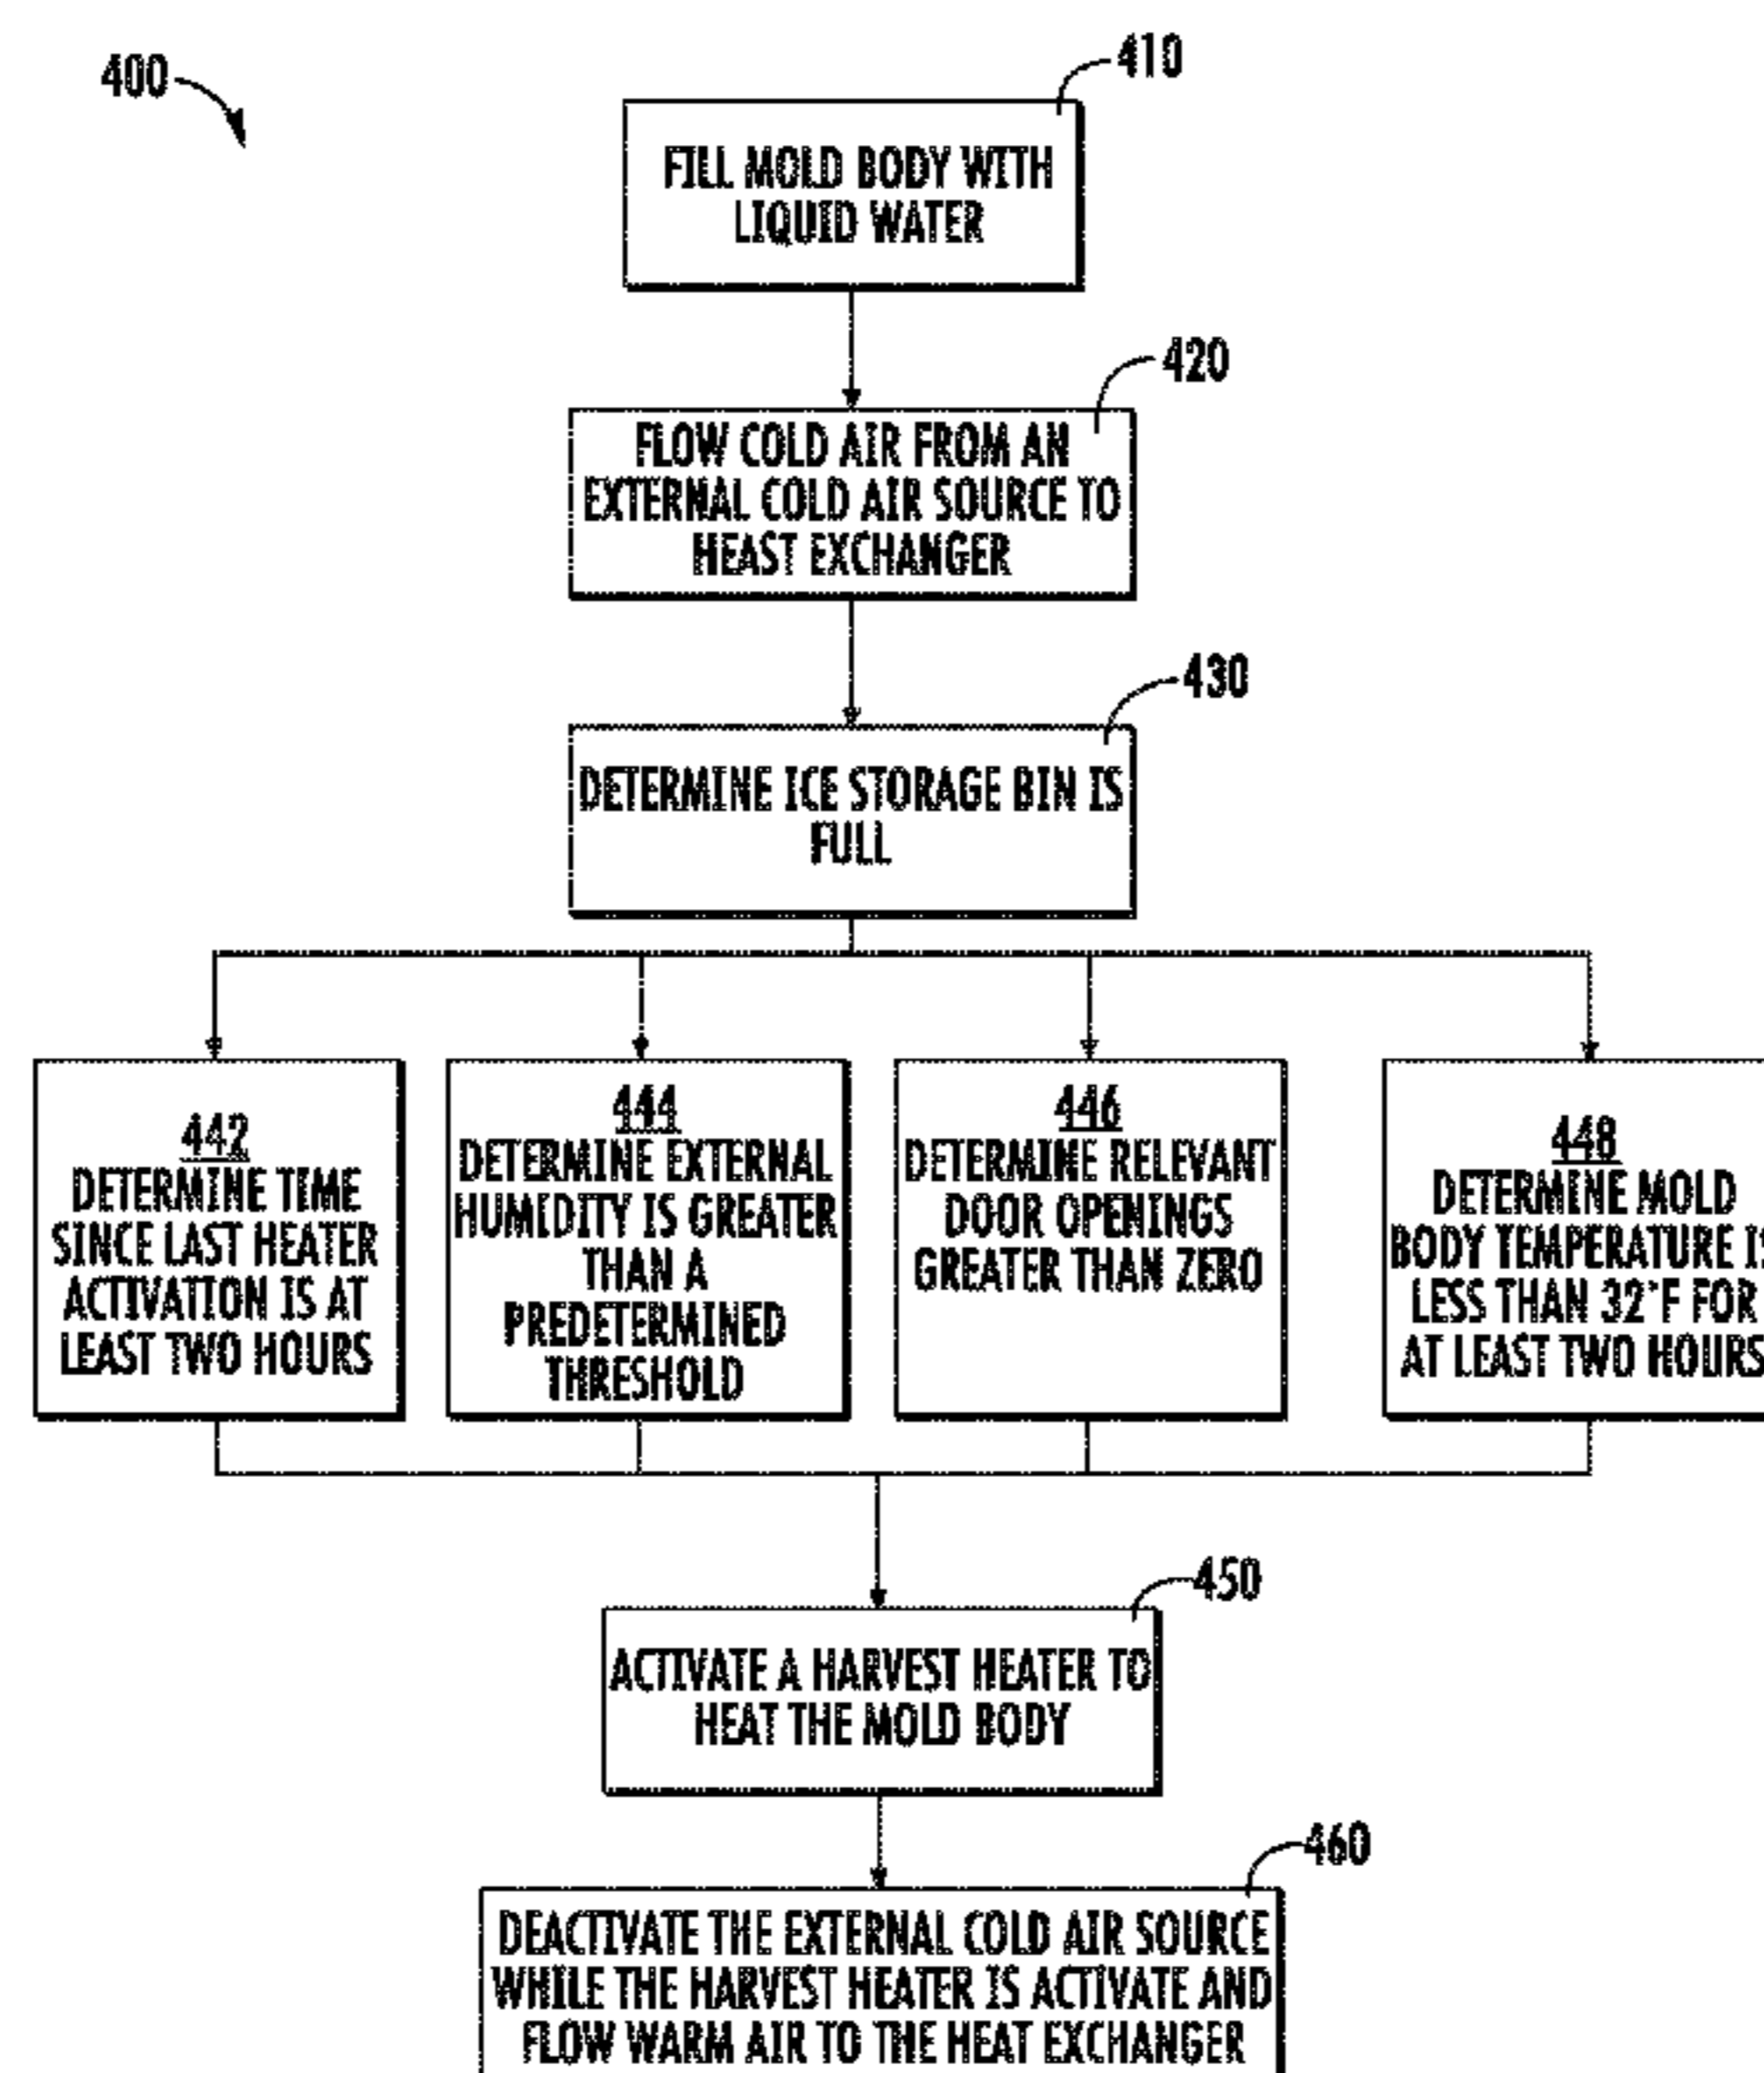 400
410
FILL MOLD BODY WITH
LIQUID WATER
420
FLOW COLD AIR FROM AN
EXTERNAL COLD AIR SOURCE TO
HEAST EXCHANGER
430
DETERMINE ICE STORAGE BIN IS
FULL
442
DETERMINE TIME
SINCE LAST HEATER
ACTIVATION IS AT
LEAST TWO HOURS
444
DETERMINE EXTERNAL
HUMIDITY IS GREATER
THAN A
PREDETERMINED
THRESHOLD
446
DETERMINE RELEVANT
DOOR OPENINGS
GREATER THAN ZERO
448
DETERMINE MOLD
BODY TEMPERATURE IS
LESS THAN 32°F FOR
AT LEAST TWO HOURS
450
ACTIVATE A HARVEST HEATER TO
HEAT THE MOLD BODY
460
DEACTIVATE THE EXTERNAL COLD AIR SOURCE
WHILE THE HARVEST HEATER IS ACTIVATE AND
FLOW WARM AIR TO THE HEAT EXCHANGER